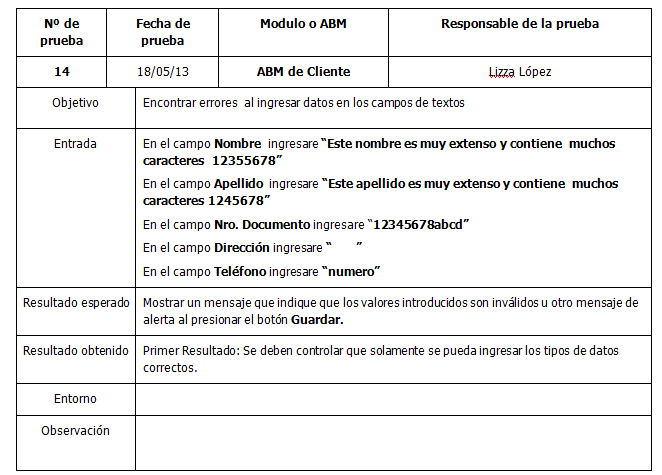 Nº de prueba Fecha de prueba Modulo o ABM Responsable de la prueba
14 18/05/13 ABM de Cliente Lizza López
Objetivo Encontrar errores al ingresar datos en los campos de textos
Entrada En el campo Nombre ingresare “Este nombre es muy extenso y contiene muchos
caracteres 12355678”
En el campo Apellido ingresare “Este apellido es muy extenso y contiene muchos
caracteres 1245678”
En el campo Nro. Documento ingresare “12345678abcd”
En el campo Dirección ingresare “ ”
En el campo Teléfono ingresare “numero”
Resultado esperado Mostrar un mensaje que indique que los valores introducidos son inválidos u otro mensaje de
alerta al presionar el botón Guardar.
Resultado obtenido Primer Resultado: Se deben controlar que solamente se pueda ingresar los tipos de datos
correctos.
Entorno
Observación